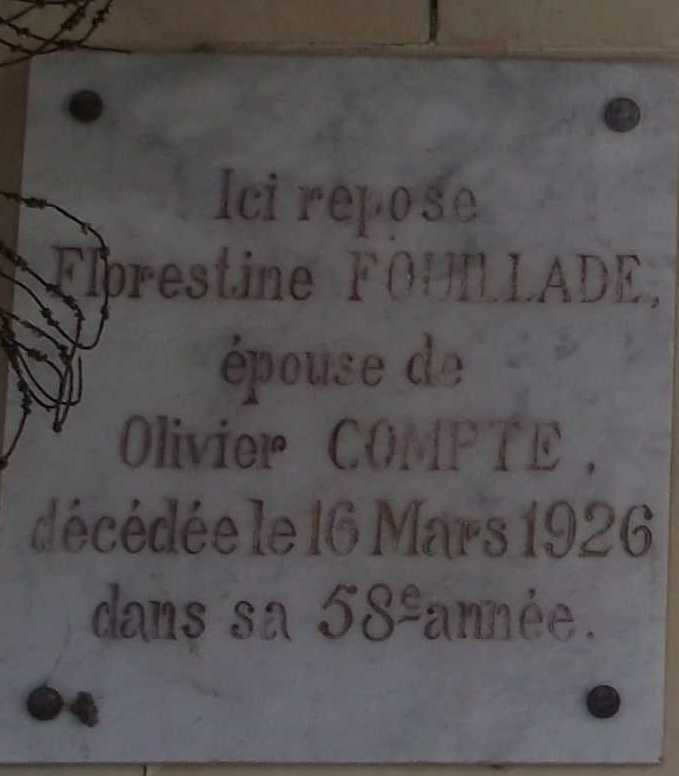 Ici repose
Florestine FOUILLADE,
épouse de
Olivier COMPTE,
décédée le 16 Mars 1926
dans sa 58e année.